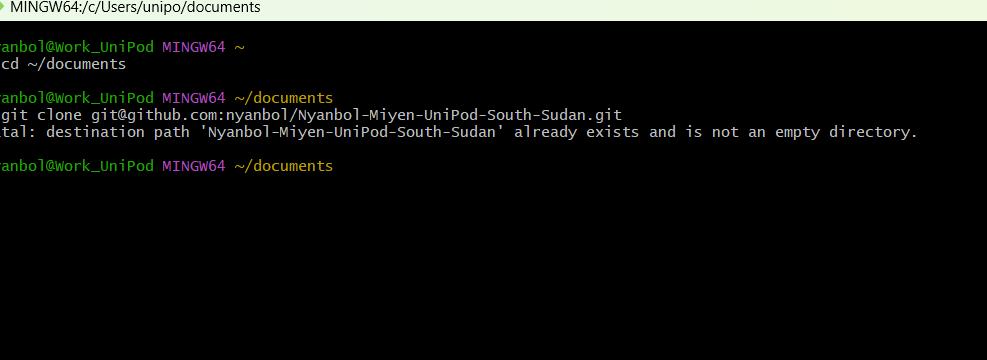 MINGW64:/c/Users/unipo/documents
anbol@Work_UniPod MINGW64 ~
cd ~/documents
anbol@Work_UniPod MINGW64 ~/documents
git clone git@github.com:nyanbol/Nyanbol-Miyen-UniPod-South-Sudan.git
tal: destination path 'Nyanbol-Miyen-UniPod-South-Sudan' already exists and is not an empty directory.
anbol@Work_UniPod MINGW64 ~/documents